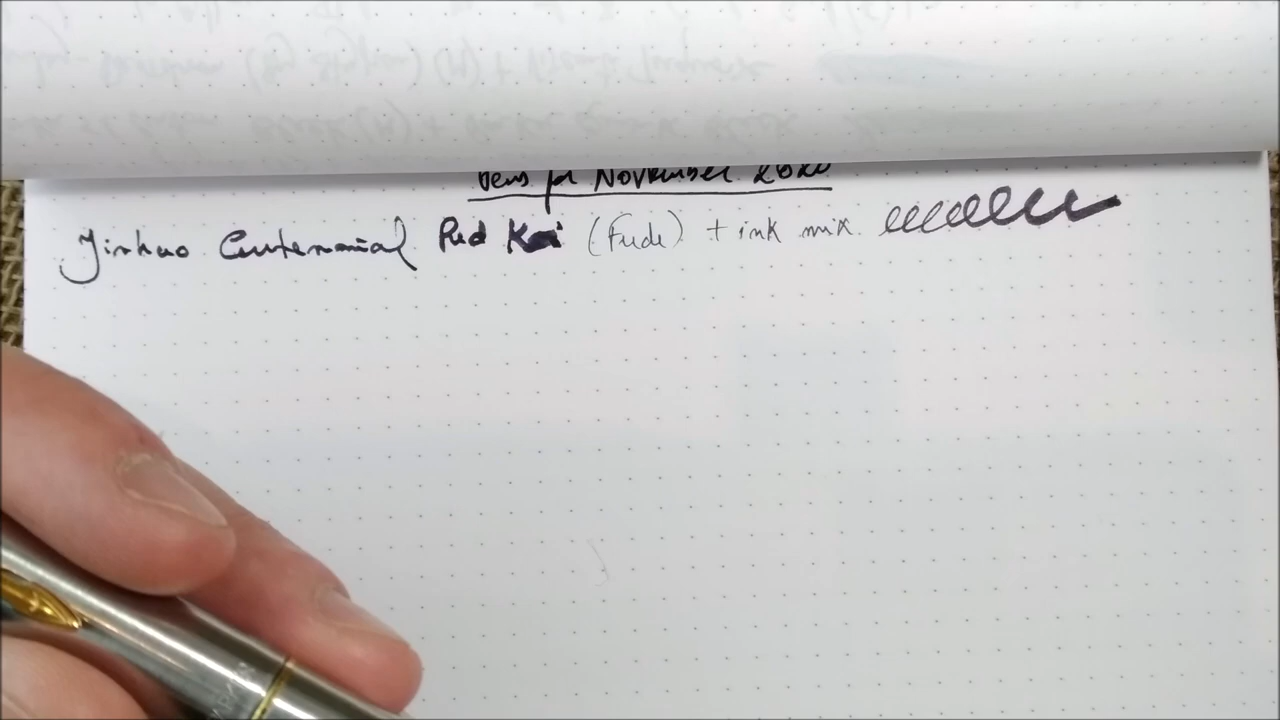 Pens for November 2020
Jinhao Centennial Red Koi (Fude) + ink mix